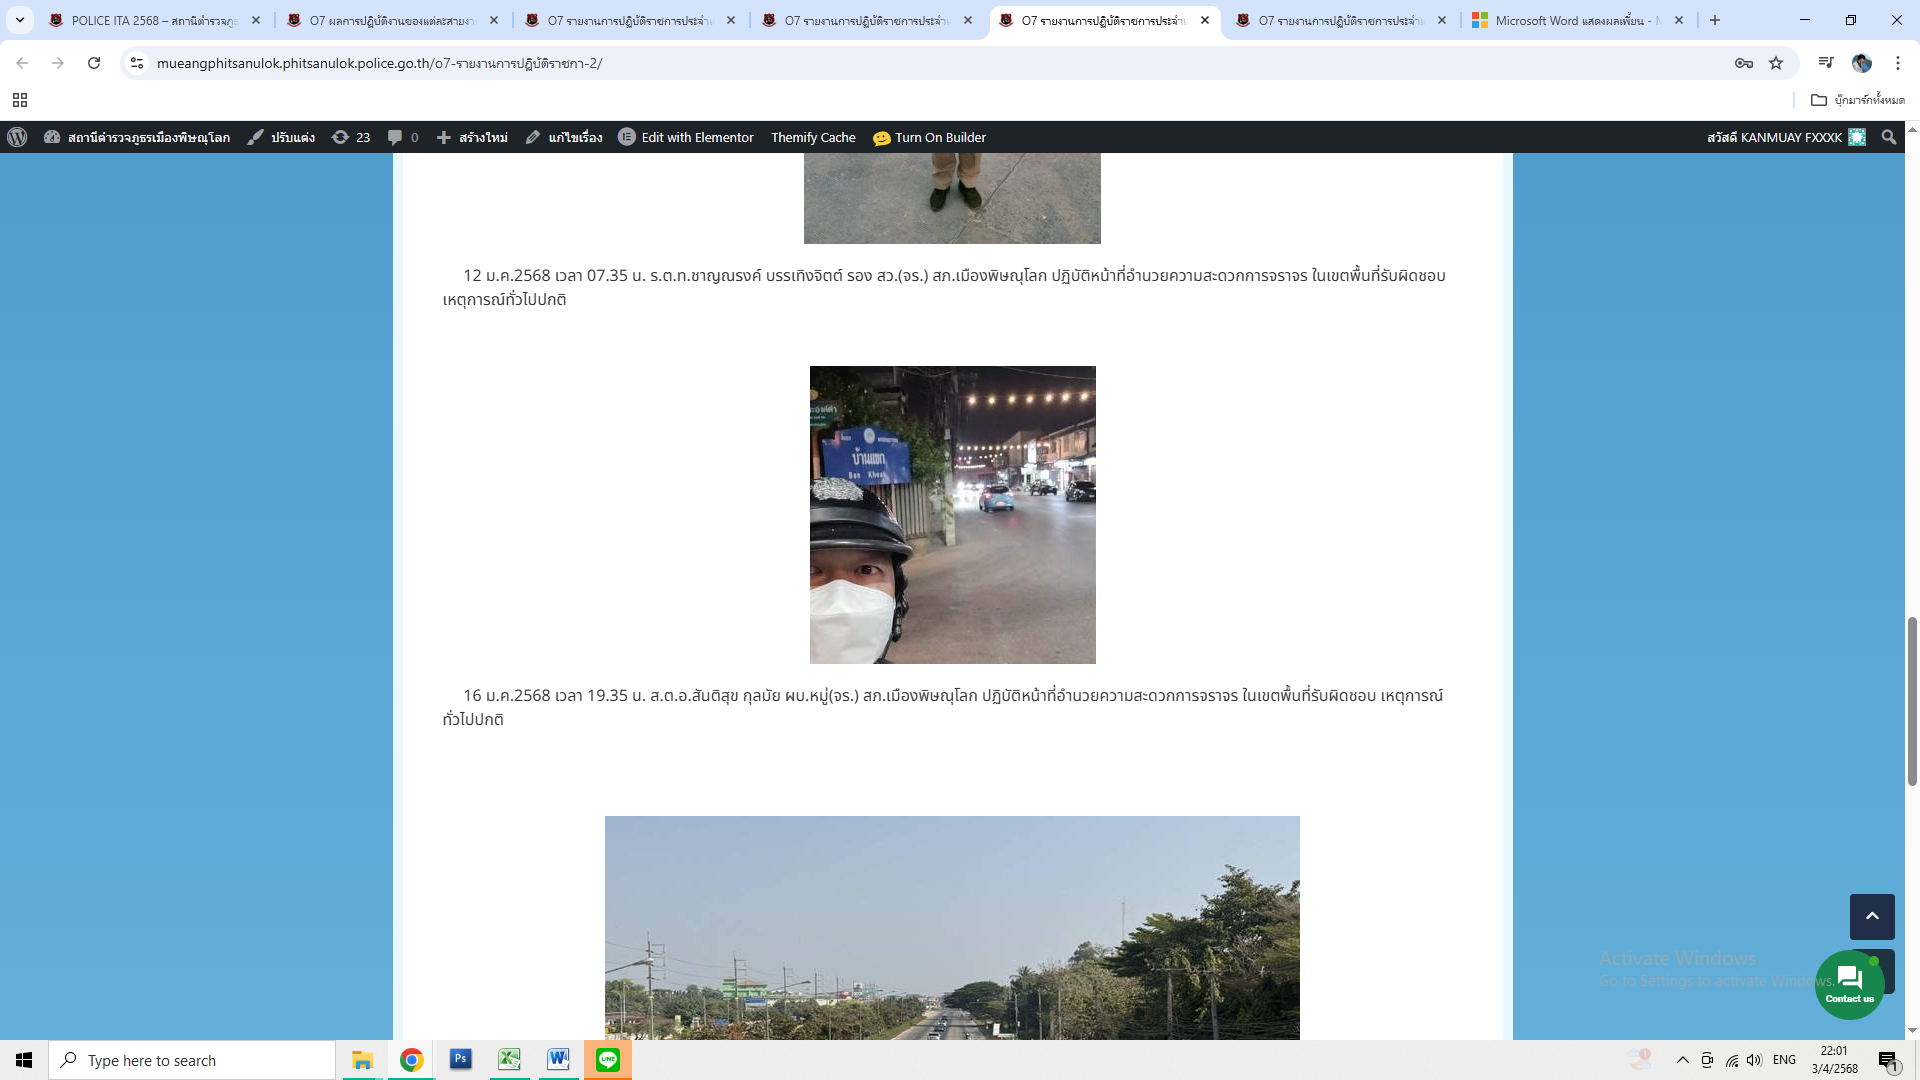 POLICE ITA 2568 – สถานีตำรวจภูธ
O7 ผลการปฏิบัติงานของแต่ละสายงาน
O7 รายงานการปฏิบัติราชการประจำเ
O7 รายงานการปฏิบัติราชการประจำเ
O7 รายงานการปฏิบัติราชการประจำเ
O7 รายงานการปฏิบัติราชการประจำเ
Microsoft Word แสดงผลเพี้ยน - M
mueangphitsanulok.phitsanulok.police.go.th/o7-รายงานการปฏิบัติราชกา-2/
บุ๊กมาร์กทั้งหมด
สถานีตำรวจภูธรเมืองพิษณุโลก ปรับแต่ง 23 0 สร้างใหม่ แก้ไขเรื่อง Edit with Elementor Themify Cache Turn On Builder สวัสดี KANMUAY FXXXK
12 ม.ค.2568 เวลา 07.35 น. ร.ต.ท.ชาญณรงค์ บรรเทิงจิตต์ รอง สว.(จร.) สภ.เมืองพิษณุโลก ปฏิบัติหน้าที่อำนวยความสะดวกการจราจร ในเขตพื้นที่รับผิดชอบ
เหตุการณ์ทั่วไปปกติ
บ้านแขก
Ban Kheak
16 ม.ค.2568 เวลา 19.35 น. ส.ต.อ.สันติสุข กุลมัย ผบ.หมู่(จร.) สภ.เมืองพิษณุโลก ปฏิบัติหน้าที่อำนวยความสะดวกการจราจร ในเขตพื้นที่รับผิดชอบ เหตุการณ์
ทั่วไปปกติ
Activate Windows
Go to Settings to activate Windows.
Contact us
Type here to search
Ps
LINE
ENG
22:01
3/4/2568
1